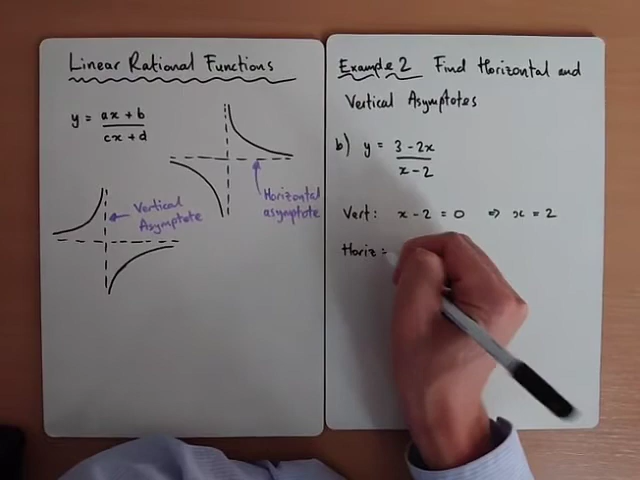 Linear Rational Functions
y = ax + b
cx + d
Vertical
Asymptote
Horizontal
asymptote
Example 2 Find Horizontal and
Vertical Asymptotes
b) y = 3 - 2x
x - 2
Vert: x - 2 = 0 ⇒ x = 2
Horiz: